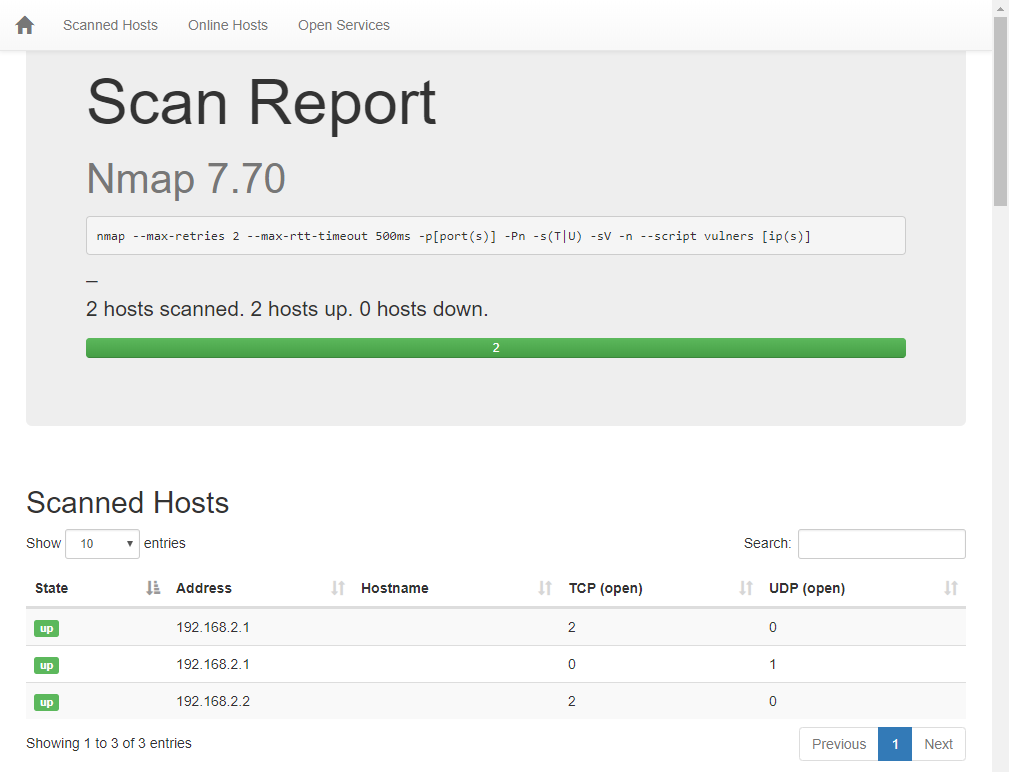 Scanned Hosts Online Hosts Open Services
Scan Report
Nmap 7.70
nmap --max-retries 2 --max-rtt-timeout 500ms -p[port(s)] -Pn -s(T|U) -sV -n --script vulners [ip(s)]
_
2 hosts scanned. 2 hosts up. 0 hosts down.
2
Scanned Hosts
Show 10 entries Search:
State Address Hostname TCP (open) UDP (open)
up 192.168.2.1 2 0
up 192.168.2.1 0 1
up 192.168.2.2 2 0
Showing 1 to 3 of 3 entries Previous 1 Next